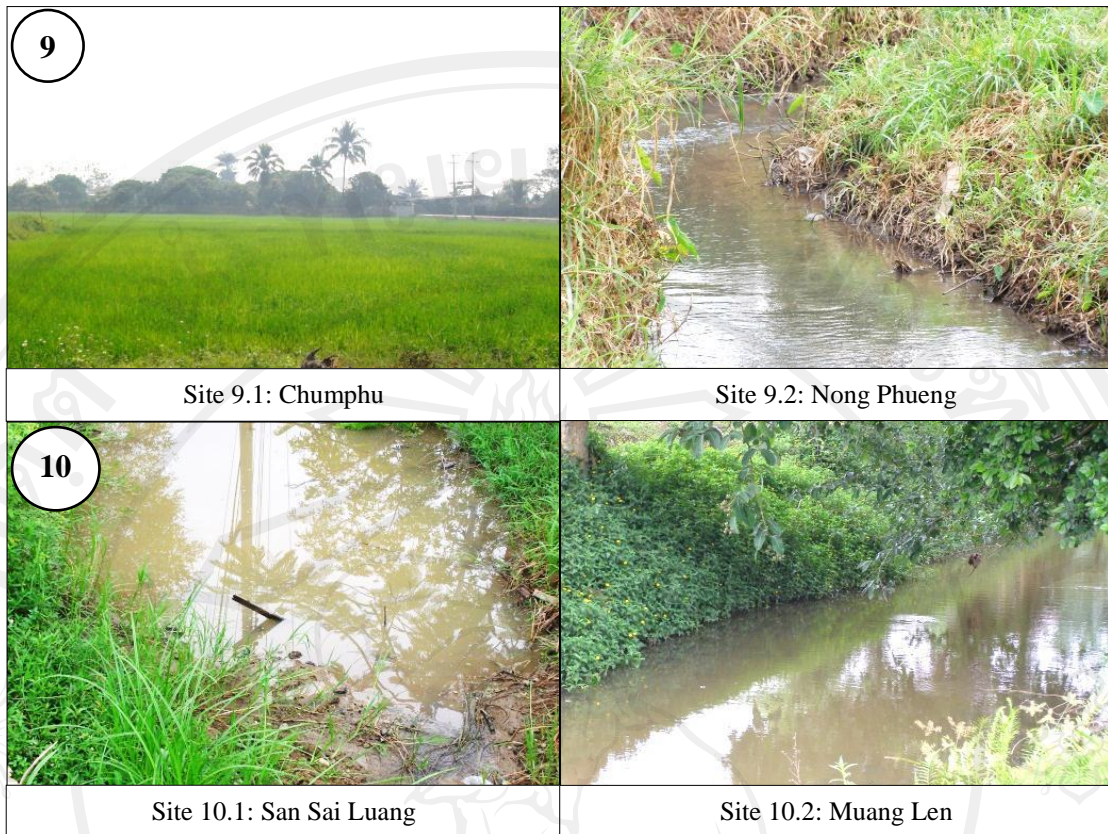 9
Site 9.1: Chumphu
Site 9.2: Nong Phueng
10
Site 10.1: San Sai Luang
Site 10.2: Muang Len